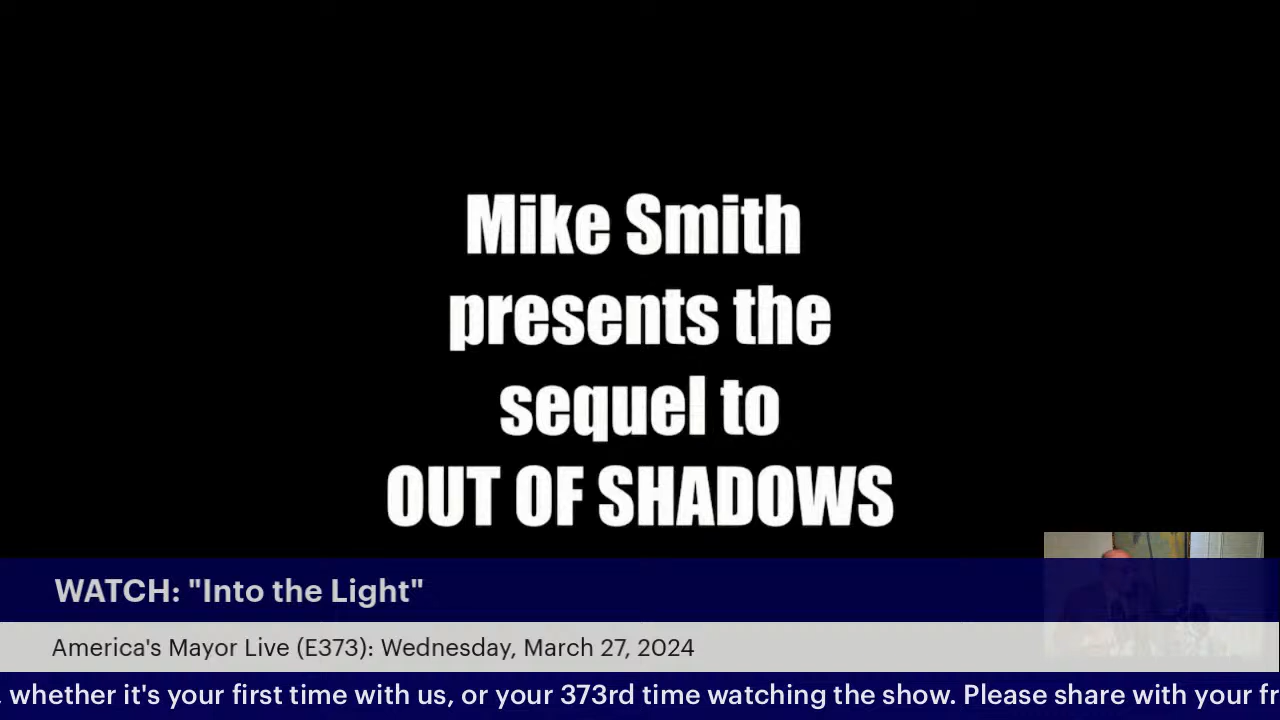 Mike Smith
presents the
sequel to
OUT OF SHADOWS
WATCH: "Into the Light"
America's Mayor Live (E373): Wednesday, March 27, 2024
, whether it's your first time with us, or your 373rd time watching the show. Please share with your fr